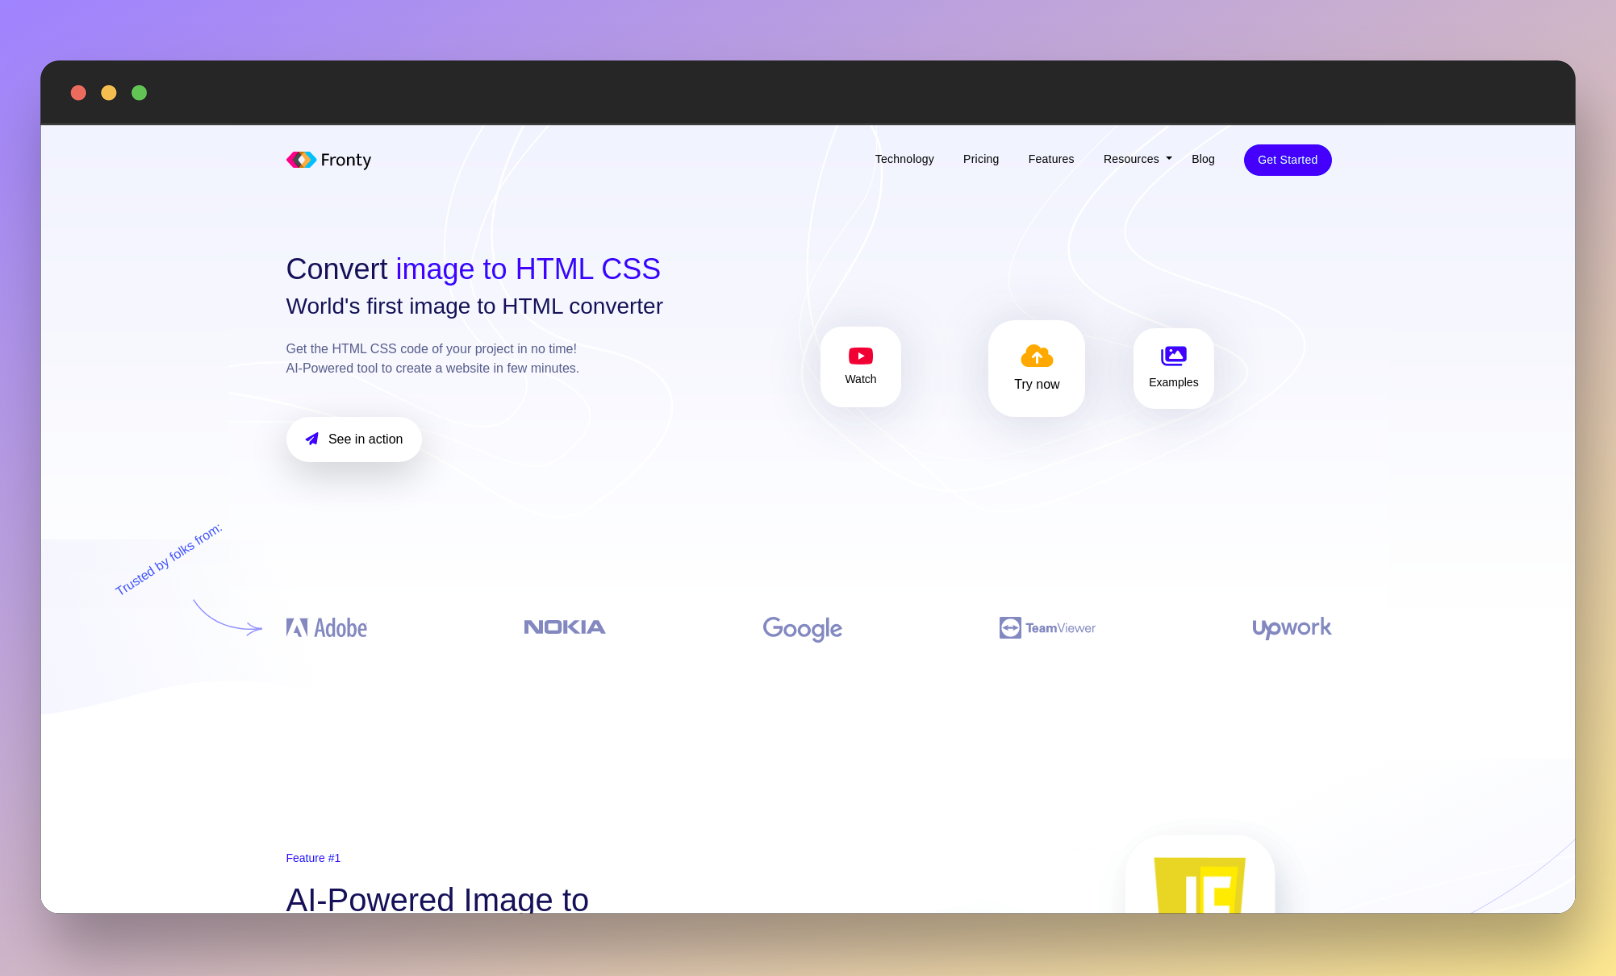 Fronty
Technology
Pricing
Features
Resources
Blog
Get Started
Convert image to HTML CSS
World's first image to HTML converter
Get the HTML CSS code of your project in no time!
AI-Powered tool to create a website in few minutes.
See in action
Watch
Try now
Examples
Trusted by folks from:
Adobe
NOKIA
Google
TeamViewer
Upwork
Feature #1
AI-Powered Image to